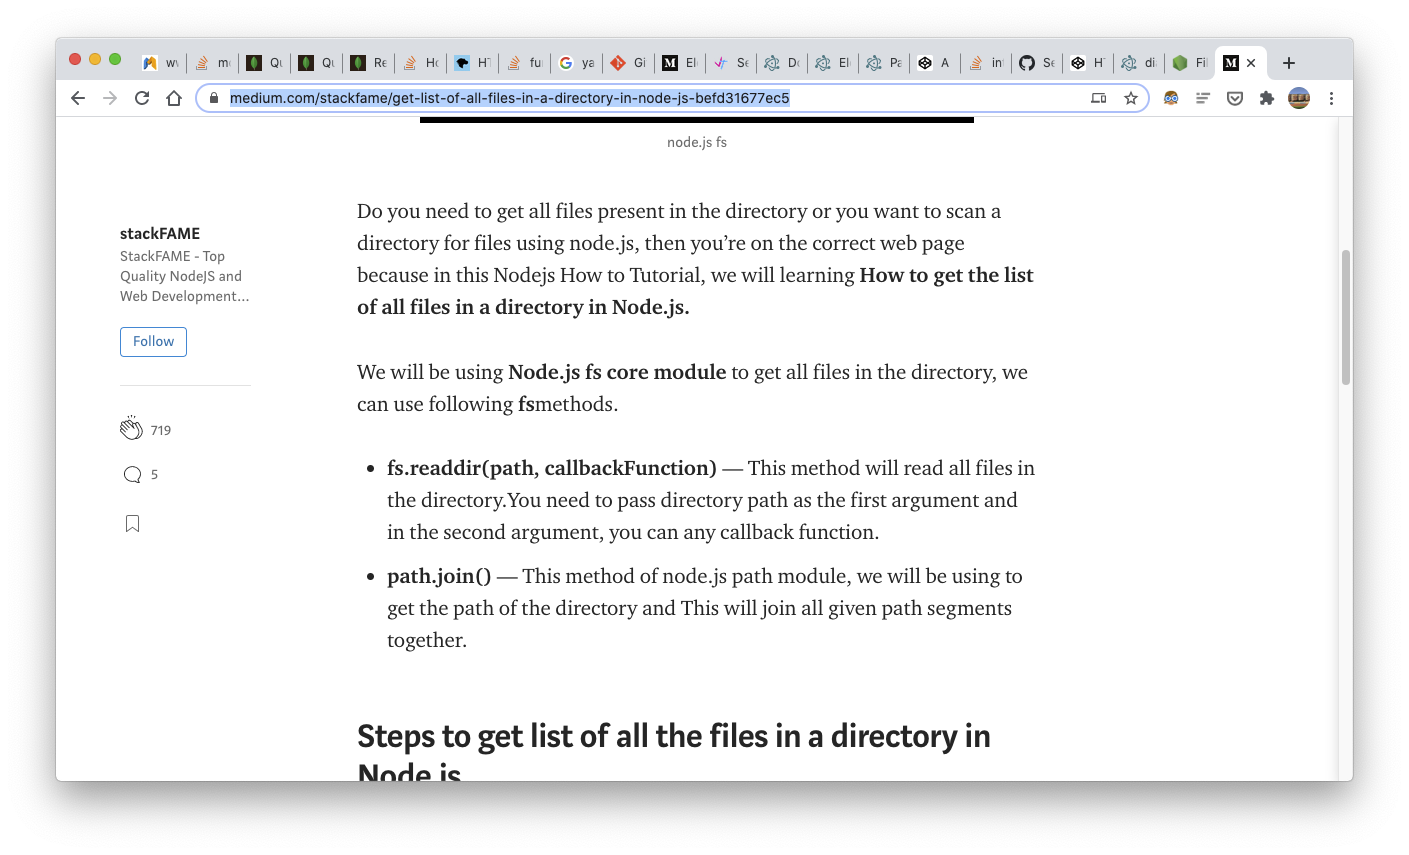 Qu
Qu
Re
Ho
ya
Gi
El
Se
Do
Ele
Pa
A
in
Se
H
di
Fil
medium.com/stackfame/get-list-of-all-files-in-a-directory-in-node-js-befd31677ec5
node.js fs
stackFAME
StackFAME - Top
Quality NodeJS and
Web Development...
Follow
719
5
Do you need to get all files present in the directory or you want to scan a
directory for files using node.js, then you’re on the correct web page
because in this Nodejs How to Tutorial, we will learning How to get the list
of all files in a directory in Node.js.
We will be using Node.js fs core module to get all files in the directory, we
can use following fsmethods.
• fs.readdir(path, callbackFunction) — This method will read all files in
the directory.You need to pass directory path as the first argument and
in the second argument, you can any callback function.
• path.join() — This method of node.js path module, we will be using to
get the path of the directory and This will join all given path segments
together.
Steps to get list of all the files in a directory in
Node.js